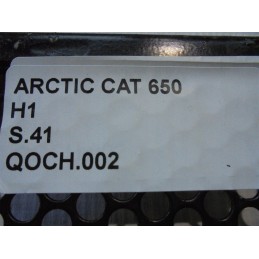 ARCTIC CAT 650
H1
S.41
QOCH.002